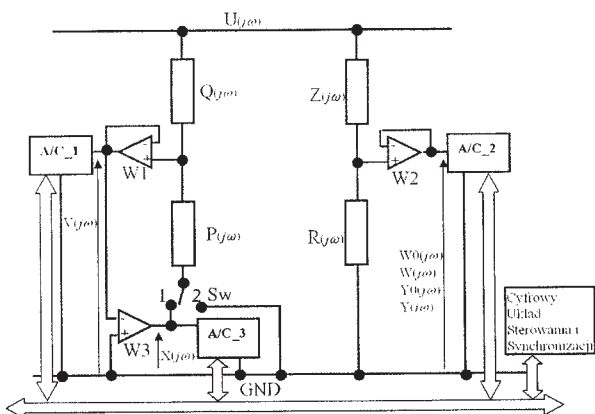 U(jω)
Q(jω)
Z(jω)
A/C_1
W1
A/C_2
W2
V(jω)
P(jω)
R(jω)
W0(jω)
W(jω)
Y0(jω)
Y(jω)
1
2
Sw
W3
X(jω)
A/C_3
GND
Cyfrowy
Układ
Sterowania i
Synchronizacji